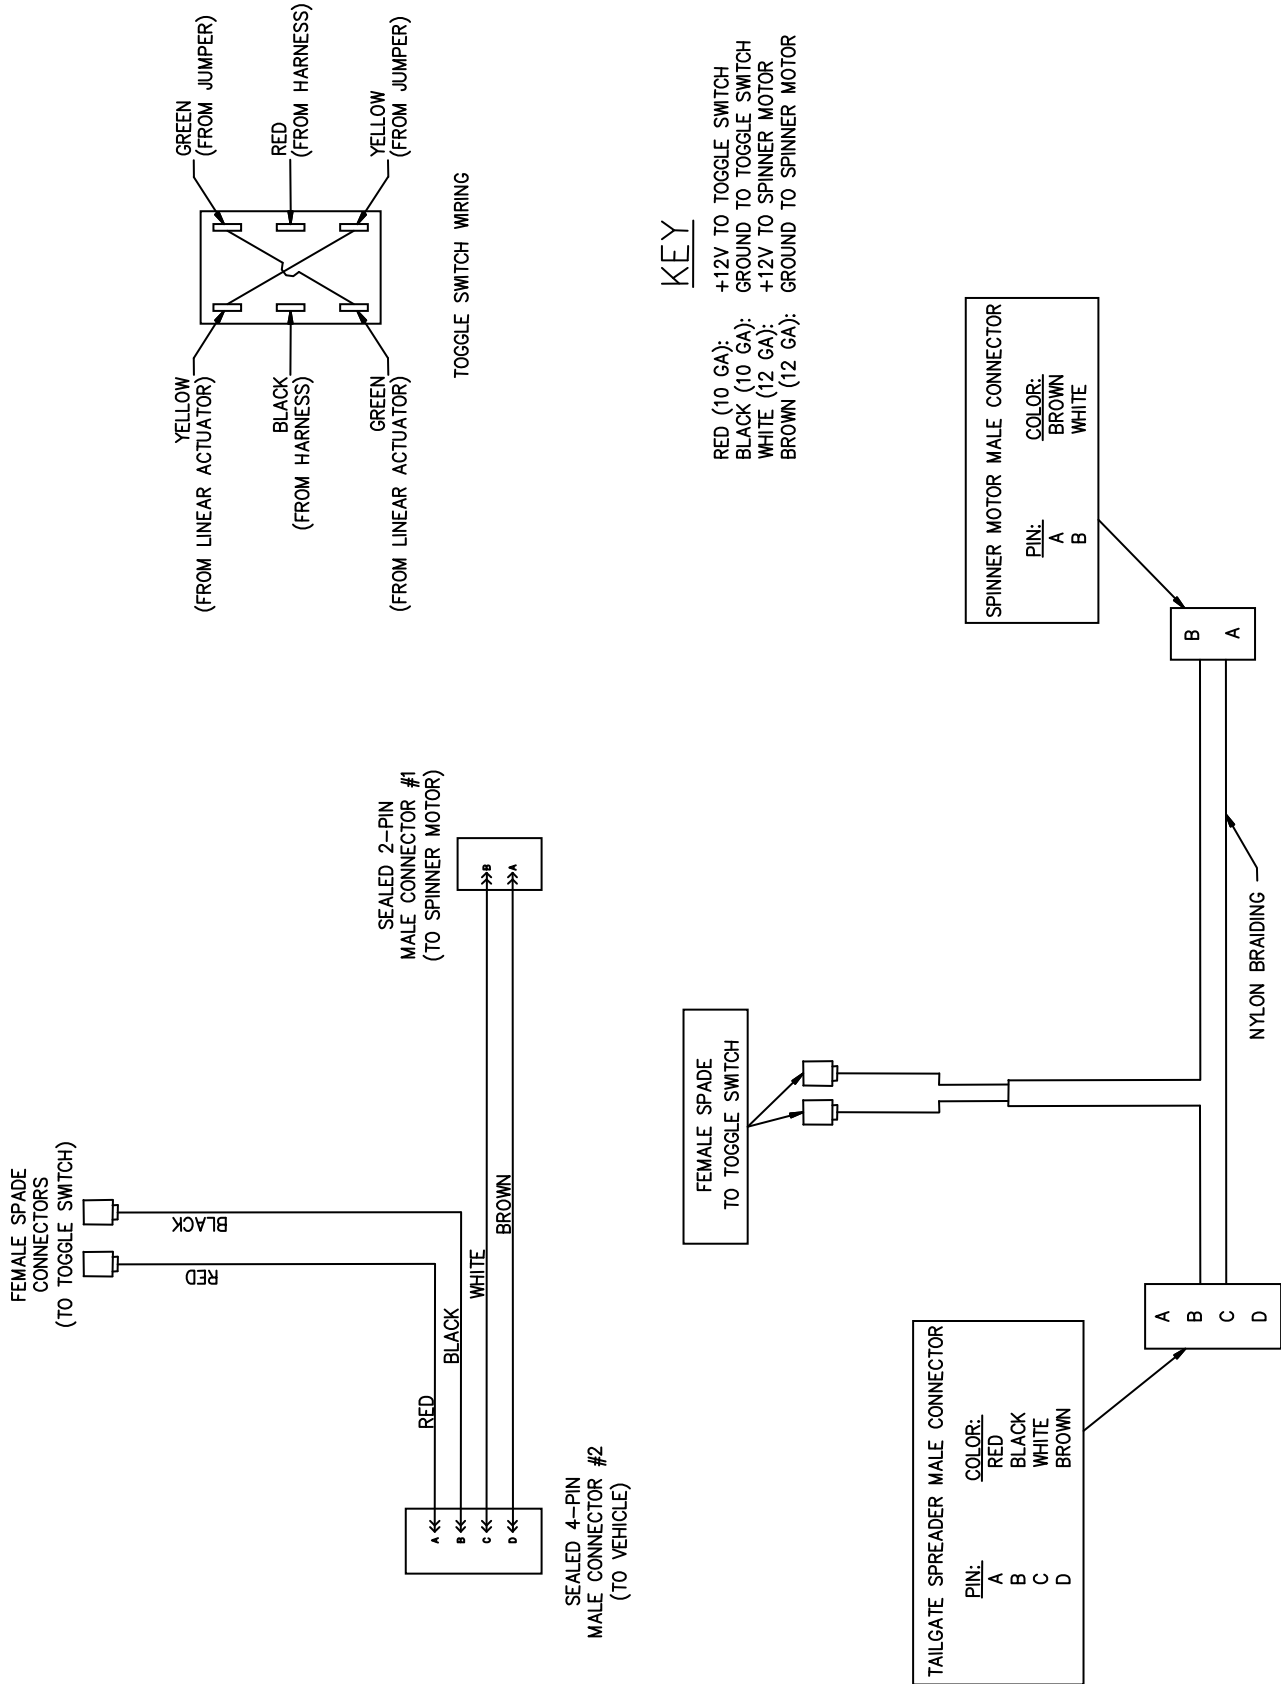 FEMALE SPADE
CONNECTORS
(TO TOGGLE SWITCH)
RED
BLACK
RED
BLACK
WHITE
BROWN
A
B
C
D
SEALED 4-PIN
MALE CONNECTOR #2
(TO VEHICLE)
B
A
SEALED 2-PIN
MALE CONNECTOR #1
(TO SPINNER MOTOR)
YELLOW
(FROM LINEAR ACTUATOR)
BLACK
(FROM HARNESS)
GREEN
(FROM LINEAR ACTUATOR)
GREEN
(FROM JUMPER)
RED
(FROM HARNESS)
YELLOW
(FROM JUMPER)
TOGGLE SWITCH WIRING
KEY
RED (10 GA): +12V TO TOGGLE SWITCH
BLACK (10 GA): GROUND TO TOGGLE SWITCH
WHITE (12 GA): +12V TO SPINNER MOTOR
BROWN (12 GA): GROUND TO SPINNER MOTOR
FEMALE SPADE
TO TOGGLE SWITCH
TAILGATE SPREADER MALE CONNECTOR
PIN: COLOR:
A RED
B BLACK
C WHITE
D BROWN
A
B
C
D
NYLON BRAIDING
SPINNER MOTOR MALE CONNECTOR
PIN: COLOR:
A BROWN
B WHITE
B
A